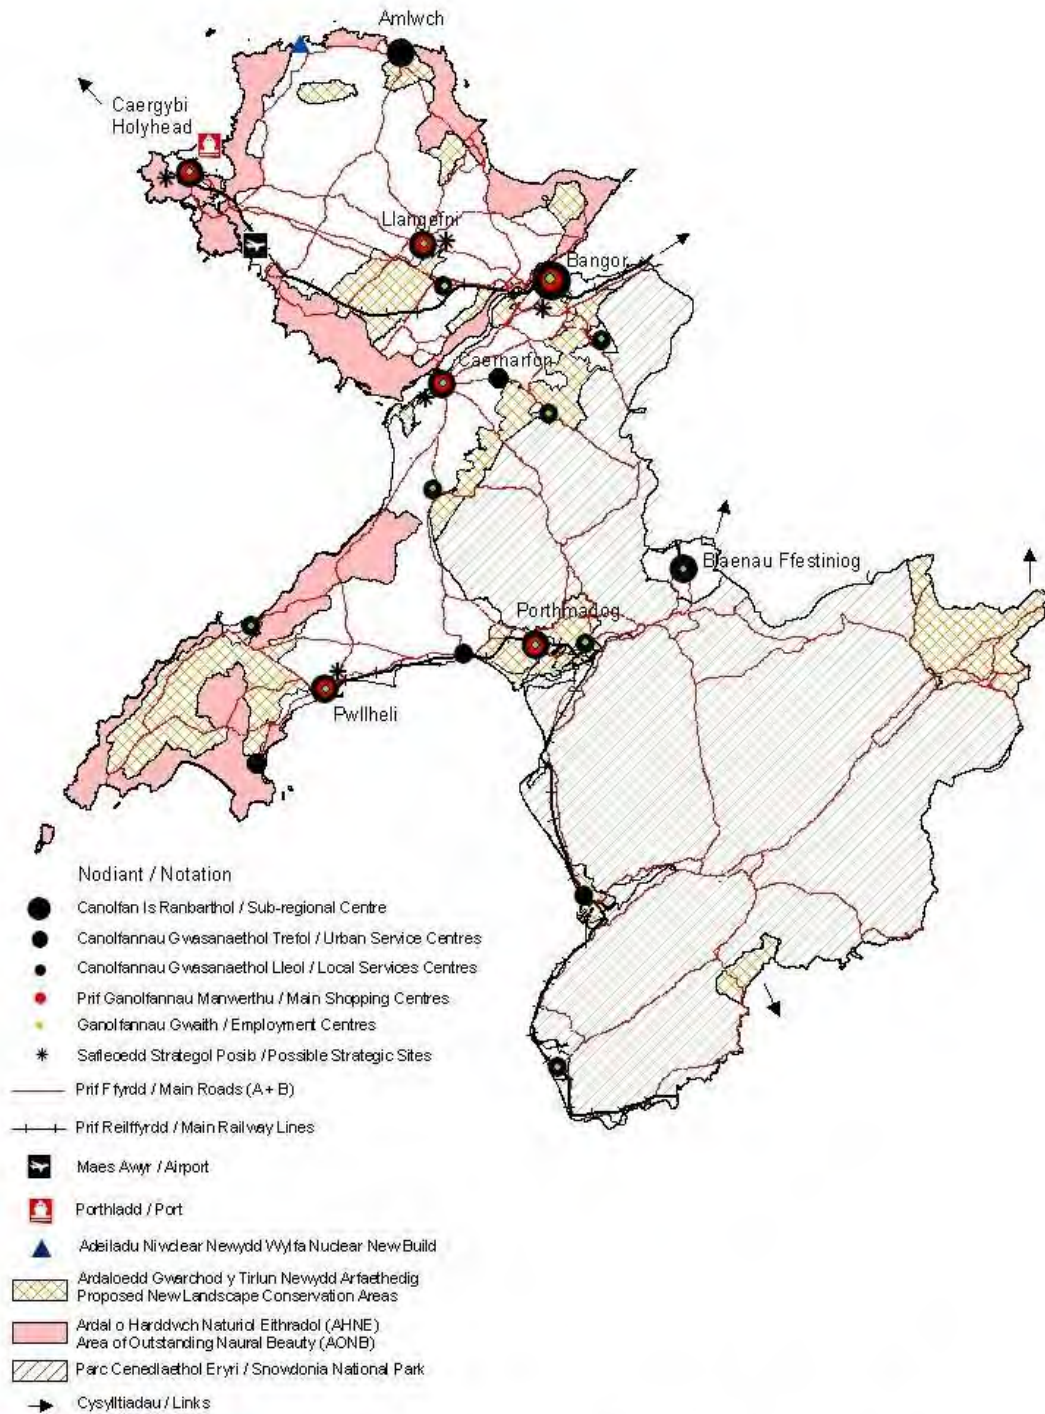 Amlwch
Caergybi
Holyhead
Llangefni
Bangor
Caernarfon
Blaenau Ffestiniog
Porthmadog
Pwllheli
Nodiant / Notation
Canolfan Is Ranbarthol / Sub-regional Centre
Canolfannau Gwasanaethol Trefol / Urban Service Centres
Canolfannau Gwasanaethol Lleol / Local Services Centres
Prif Ganolfannau Manwerthu / Main Shopping Centres
Ganolfannau Gwaith / Employment Centres
Safleoedd Strategol Posib / Possible Strategic Sites
Prif Ffyrdd / Main Roads (A + B)
Prif Reilffyrdd / Main Railway Lines
Maes Awyr / Airport
Porthladd / Port
Adeiladu Niwclear Newydd Wylfa Nuclear New Build
Ardaloedd Gwarchod y Tirlun Newydd Arfaethedig
Proposed New Landscape Conservation Areas
Ardal o Harddwch Naturiol Eithradol (AHNE)
Area of Outstanding Naural Beauty (AONB)
Parc Cenedlaethol Eryri / Snowdonia National Park
Cysylltiadau / Links